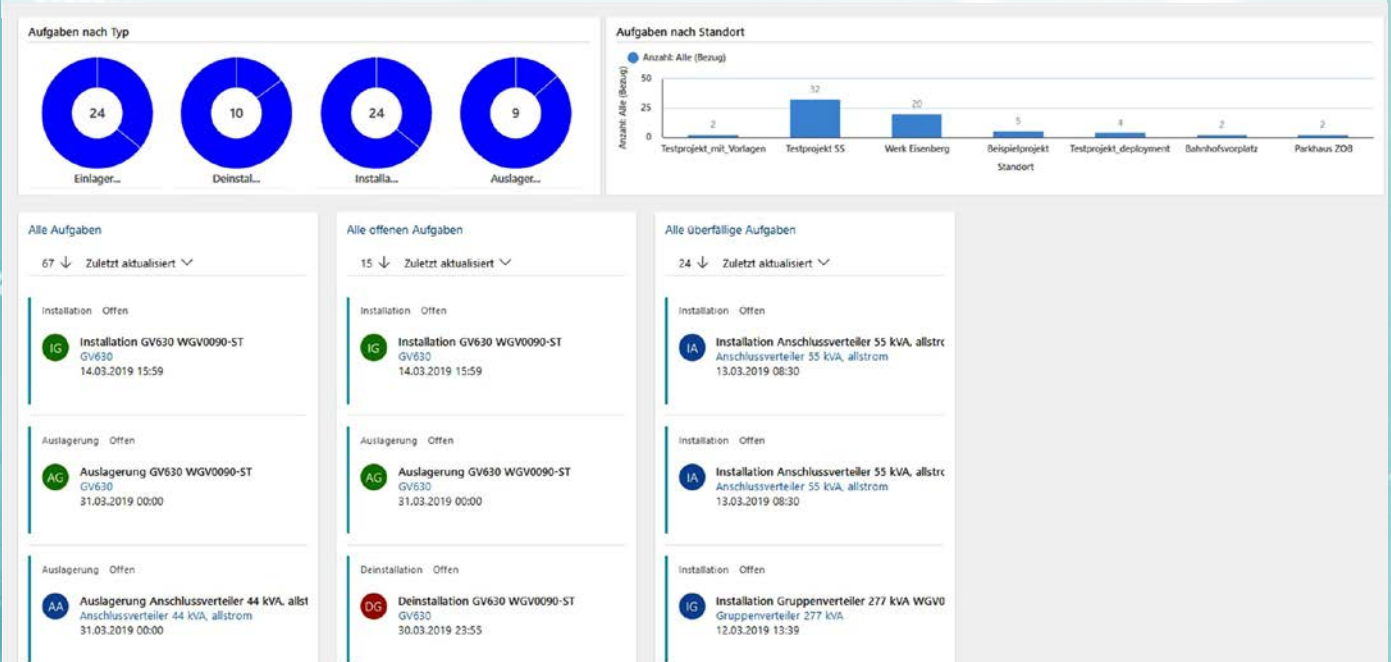 Aufgaben nach Typ
24
10
24
9
Einlager...
Deinstal...
Installa...
Auslager...
Aufgaben nach Standort
Anzahl: Alle (Bezug)
Anzahl: Alle (Bezug)
50
25
0
2
32
20
5
4
2
2
Testprojekt_mit_Vorlagen
Testprojekt SS
Werk Eisenberg
Beispielprojekt
Testprojekt_deployment
Bahnhofsvorplatz
Parkhaus ZOB
Standort
Alle Aufgaben
67 ↓ Zuletzt aktualisiert
Installation Offen
IG
Installation GV630 WGV0090-ST
GV630
14.03.2019 15:59
Auslagerung Offen
AG
Auslagerung GV630 WGV0090-ST
GV630
31.03.2019 00:00
Auslagerung Offen
AA
Auslagerung Anschlussverteiler 44 kVA, allst
Anschlussverteiler 44 kVA, allstrom
31.03.2019 00:00
Alle offenen Aufgaben
15 ↓ Zuletzt aktualisiert
Installation Offen
IG
Installation GV630 WGV0090-ST
GV630
14.03.2019 15:59
Auslagerung Offen
AG
Auslagerung GV630 WGV0090-ST
GV630
31.03.2019 00:00
Deinstallation Offen
DG
Deinstallation GV630 WGV0090-ST
GV630
30.03.2019 23:55
Alle überfällige Aufgaben
24 ↓ Zuletzt aktualisiert
Installation Offen
IA
Installation Anschlussverteiler 55 kVA, allstrc
Anschlussverteiler 55 kVA, allstrom
13.03.2019 08:30
Installation Offen
IA
Installation Anschlussverteiler 55 kVA, allstrc
Anschlussverteiler 55 kVA, allstrom
13.03.2019 08:30
Installation Offen
IG
Installation Gruppenverteiler 277 kVA WGV0
Gruppenverteiler 277 kVA
12.03.2019 13:39